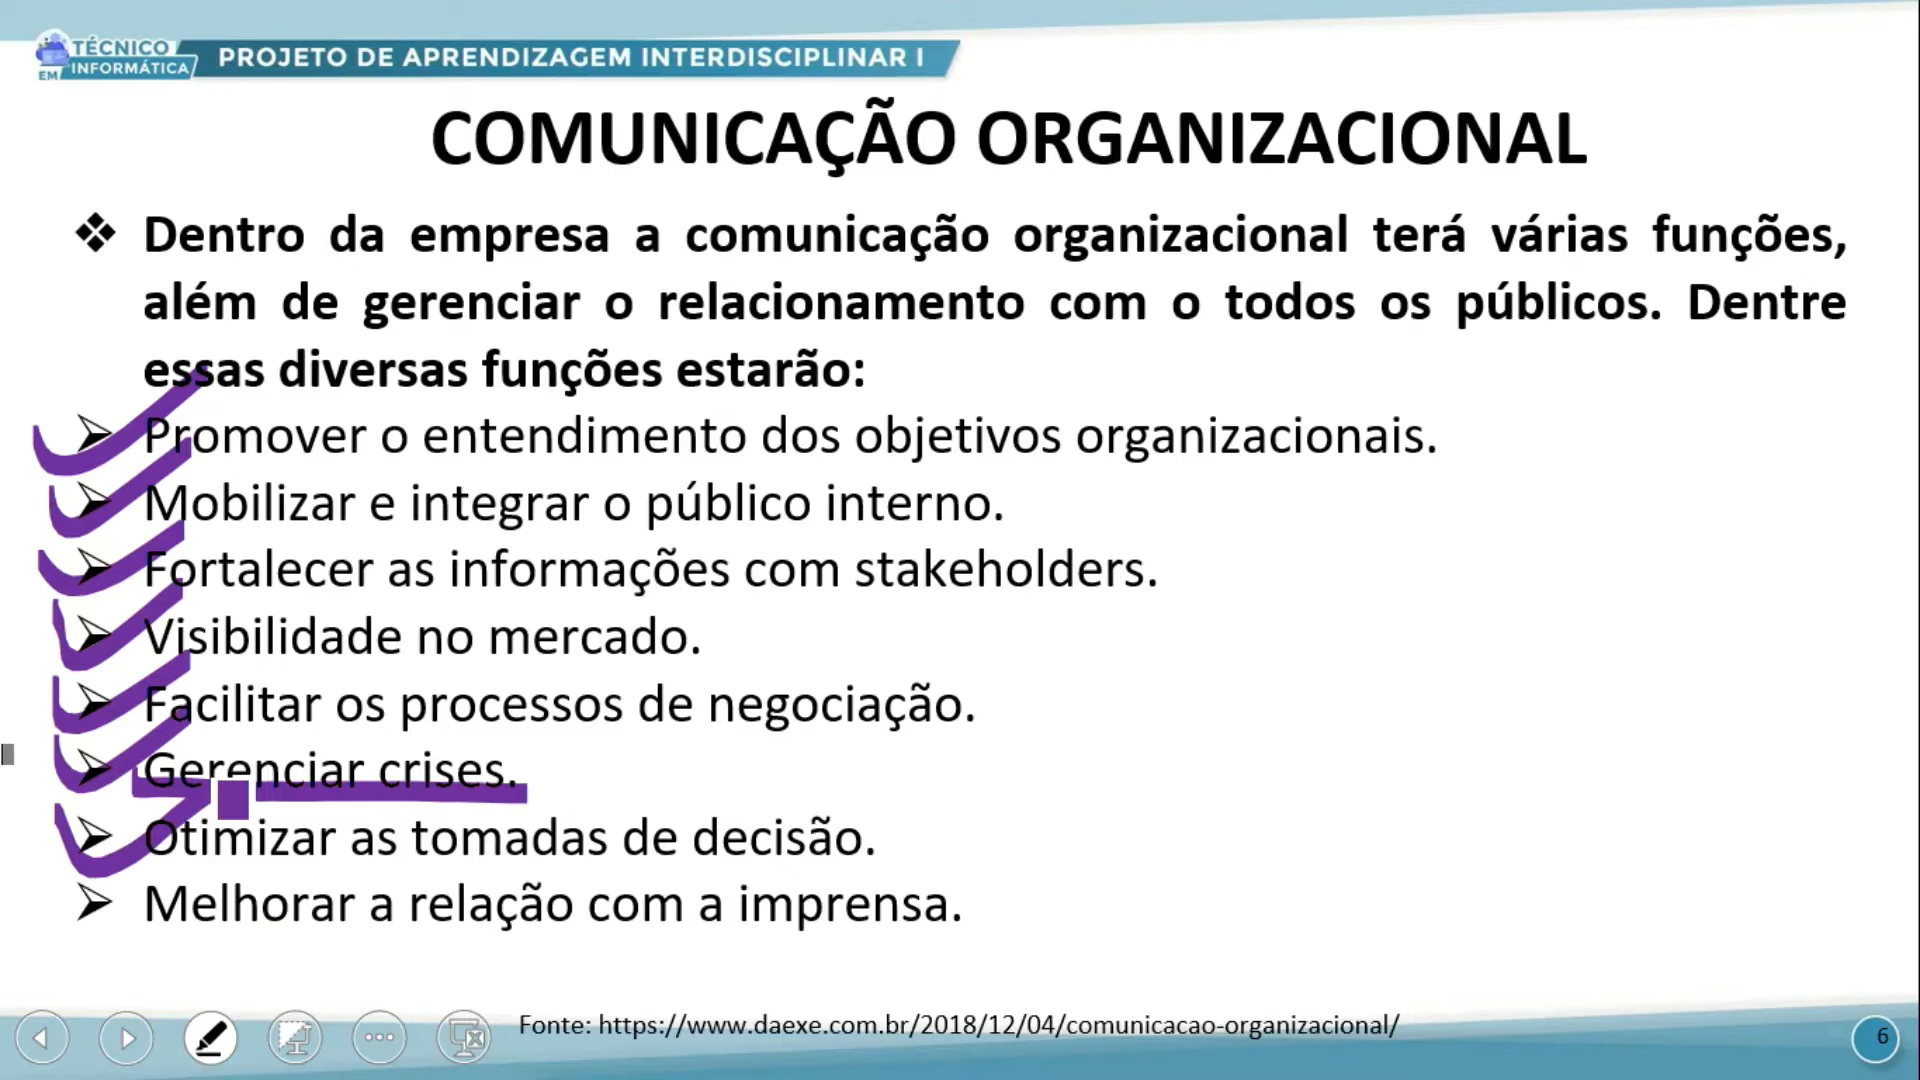 TÉCNICO
EM INFORMÁTICA
PROJETO DE APRENDIZAGEM INTERDISCIPLINAR I
COMUNICAÇÃO ORGANIZACIONAL
Dentro da empresa a comunicação organizacional terá várias funções,
além de gerenciar o relacionamento com o todos os públicos. Dentre
essas diversas funções estarão:
Promover o entendimento dos objetivos organizacionais.
Mobilizar e integrar o público interno.
Fortalecer as informações com stakeholders.
Visibilidade no mercado.
Facilitar os processos de negociação.
Gerenciar crises.
Otimizar as tomadas de decisão.
Melhorar a relação com a imprensa.
Fonte: https://www.daexe.com.br/2018/12/04/comunicacao-organizacional/
6